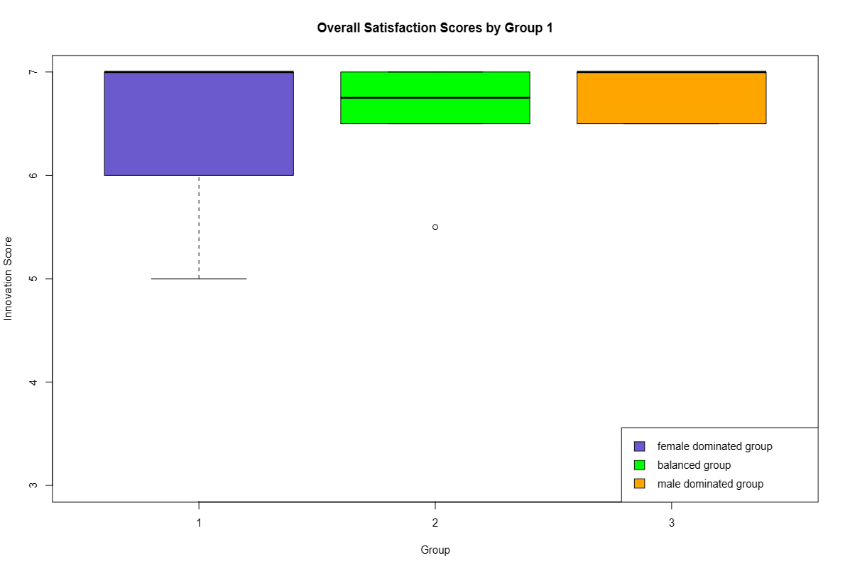 Overall Satisfaction Scores by Group 1
Innovation Score
7
6
5
4
3
female dominated group
balanced group
male dominated group
1 2 3
Group